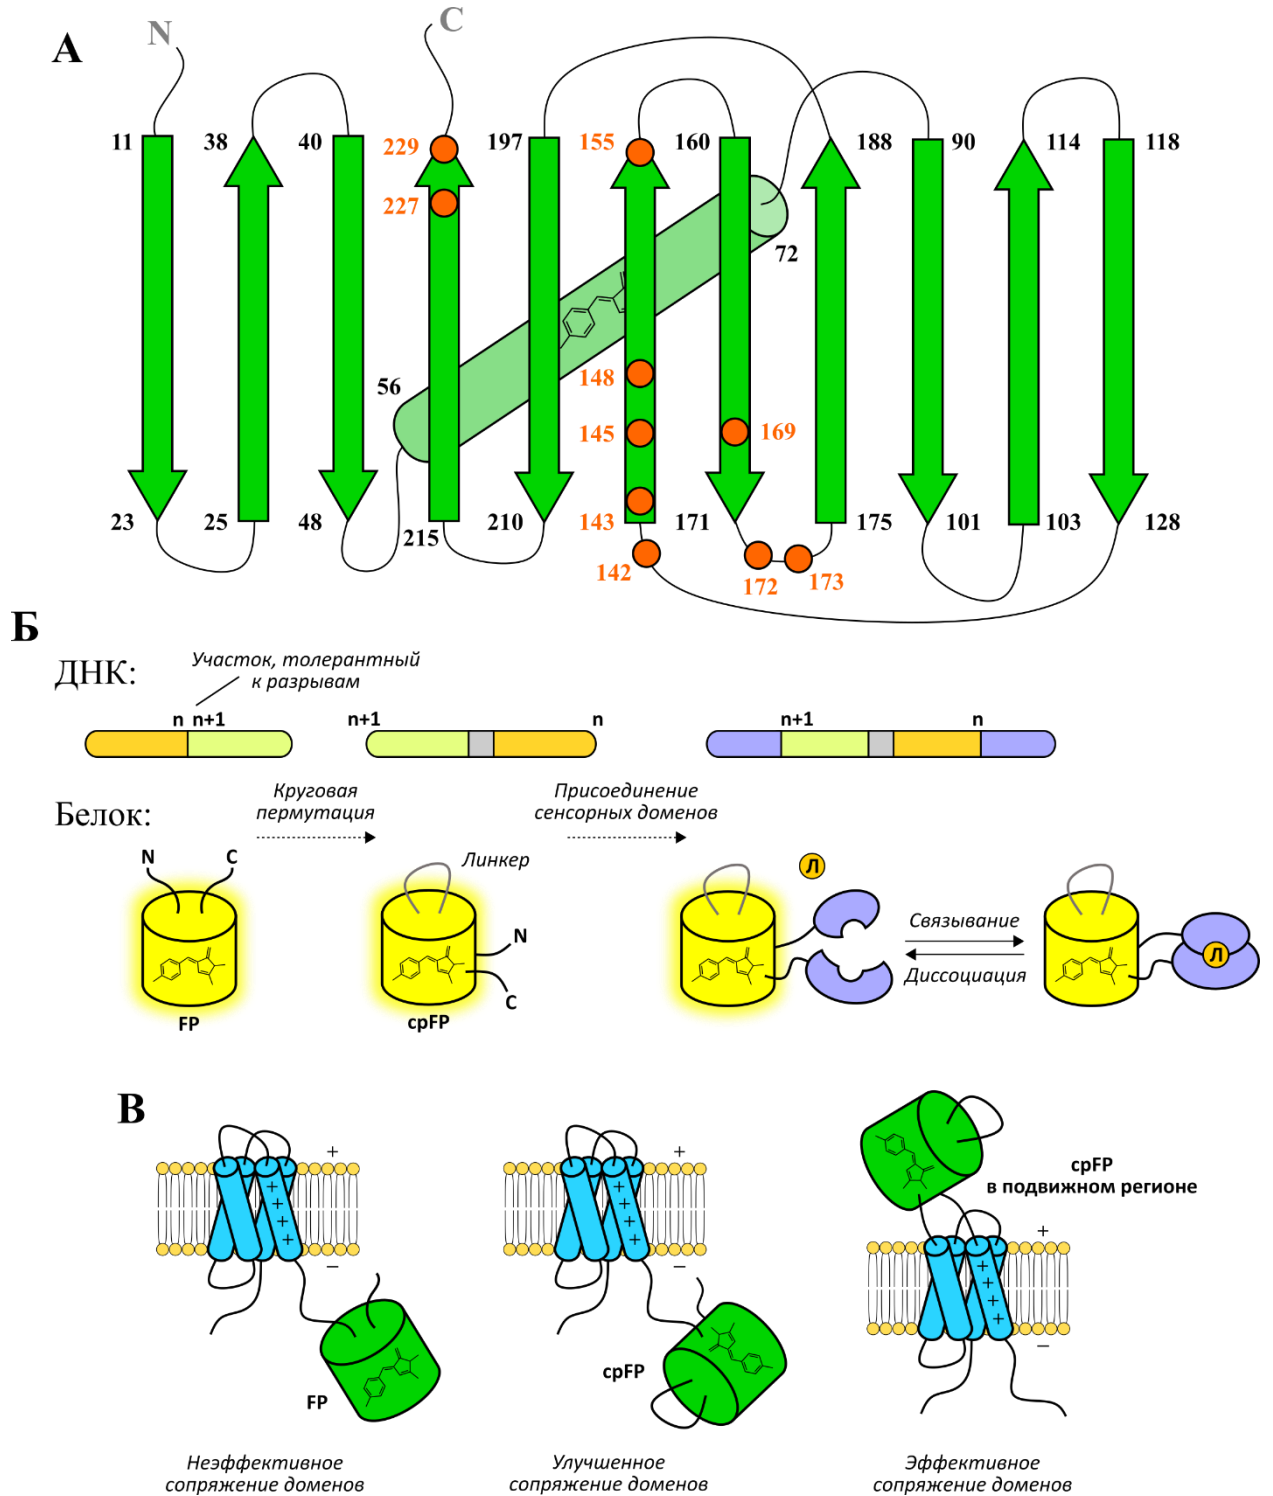 А
N
C
11
38
40
229
197
155
160
188
90
114
118
227
72
56
148
145
169
23
25
48
215
210
143
171
175
101
103
128
142
172
173
Б
ДНК:
Участок, толерантный
к разрывам
n n+1
n+1
n
n+1
n
Белок:
Круговая
пермутация
Присоединение
сенсорных доменов
N
C
FP
Линкер
N
C
cpFP
Л
Связывание
Диссоциация
Л
В
+
+ + + +
−
FP
Неэффективное
сопряжение доменов
+
+ + + +
−
cpFP
Улучшенное
сопряжение доменов
cpFP
в подвижном регионе
+
+ + + +
−
Эффективное
сопряжение доменов